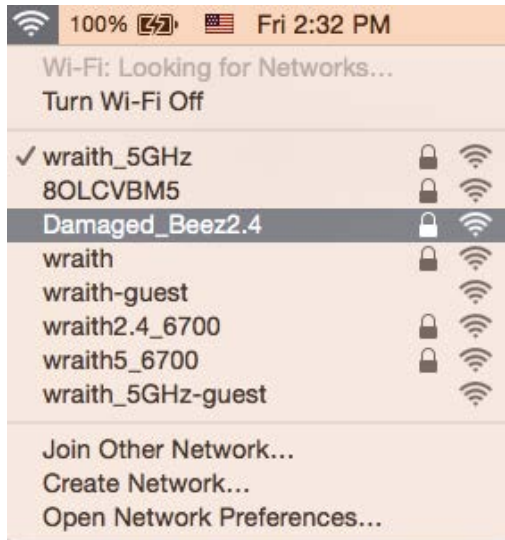 100% Fri 2:32 PM
Wi-Fi: Looking for Networks...
Turn Wi-Fi Off
wraith_5GHz
8OLCVBM5
Damaged_Beez2.4
wraith
wraith-guest
wraith2.4_6700
wraith5_6700
wraith_5GHz-guest
Join Other Network...
Create Network...
Open Network Preferences...